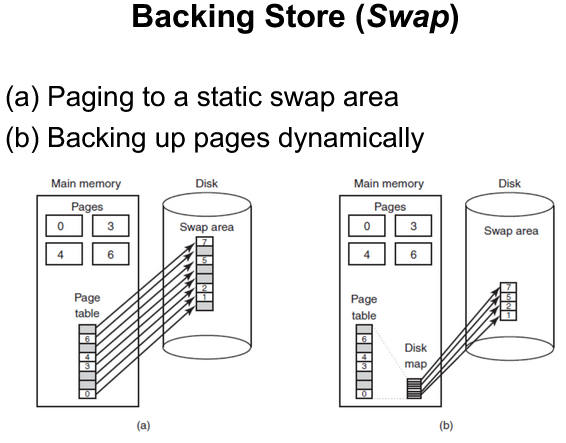 Backing Store (Swap)
(a) Paging to a static swap area
(b) Backing up pages dynamically
Main memory
Disk
Pages
0
3
4
6
Swap area
7
5
2
1
Page
table
6
4
3
0
(a)
Main memory
Disk
Pages
0
3
4
6
Swap area
7
5
2
1
Page
table
6
4
3
0
Disk
map
(b)